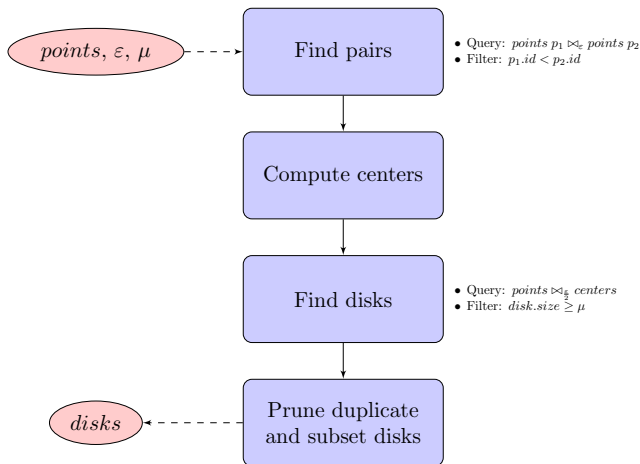 points, ε, μ
Find pairs
• Query: points p₁ ⋈_ε points p₂
• Filter: p₁.id < p₂.id
Compute centers
Find disks
• Query: points ⋈_{ε/2} centers
• Filter: disk.size ≥ μ
Prune duplicate
and subset disks
disks